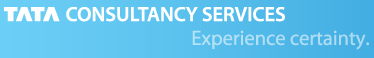 TATA CONSULTANCY SERVICES
Experience certainty.